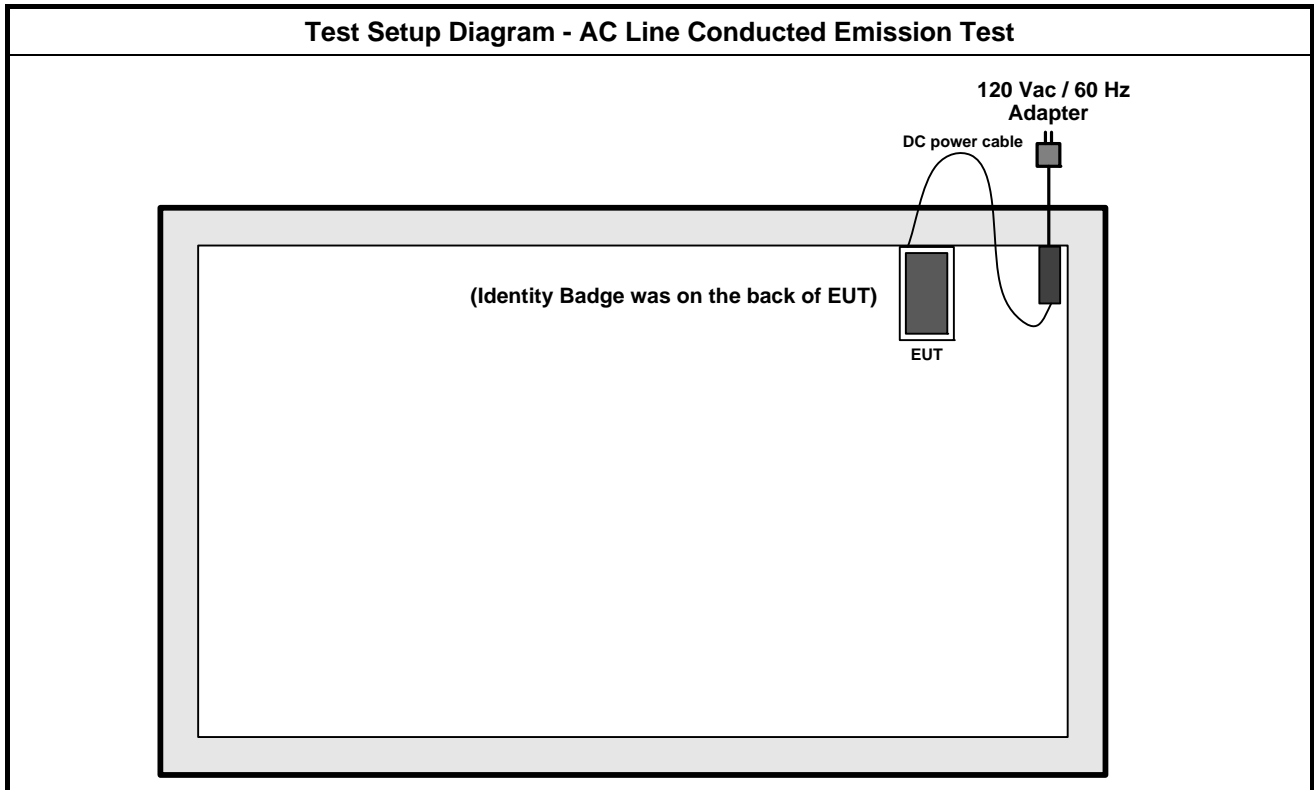 Test Setup Diagram - AC Line Conducted Emission Test
120 Vac / 60 Hz
Adapter
DC power cable
(Identity Badge was on the back of EUT)
EUT